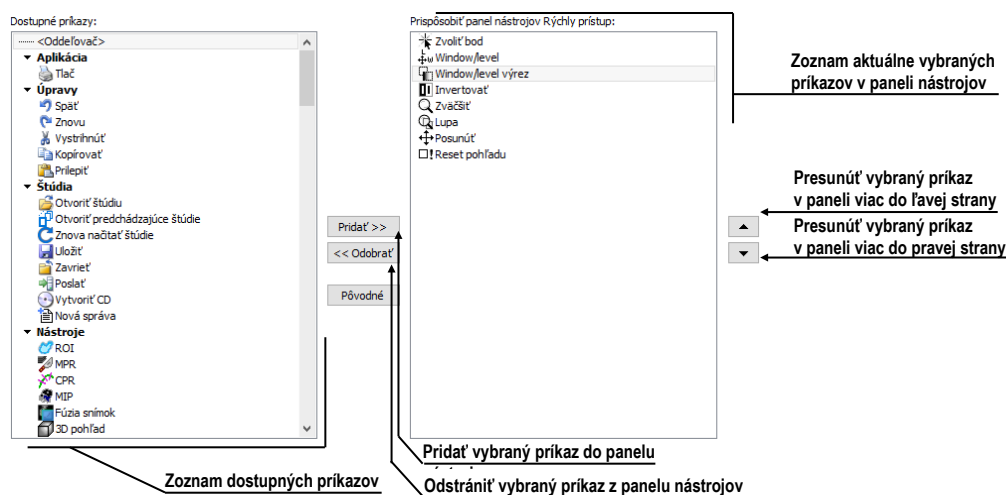 Dostupné príkazy:
------ <Oddeľovač>
Aplikácia
Tlač
Úpravy
Späť
Znovu
Vystrihnúť
Kopírovať
Prilepiť
Štúdia
Otvoriť štúdiu
Otvoriť predchádzajúce štúdie
Znova načítať štúdie
Uložiť
Zavrieť
Poslať
Vytvoriť CD
Nová správa
Nástroje
ROI
MPR
CPR
MIP
Fúzia snímok
3D pohľad
Pridať >>
<< Odobrať
Pôvodné
Prispôsobiť panel nástrojov Rýchly prístup:
Zvoliť bod
Window/level
Window/level výrez
Invertovať
Zväčšiť
Lupa
Posunúť
Reset pohľadu
Zoznam aktuálne vybraných
príkazov v paneli nástrojov
Presunúť vybraný príkaz
v paneli viac do ľavej strany
Presunúť vybraný príkaz
v paneli viac do pravej strany
Pridať vybraný príkaz do panelu
Zoznam dostupných príkazov
Odstrániť vybraný príkaz z panelu nástrojov